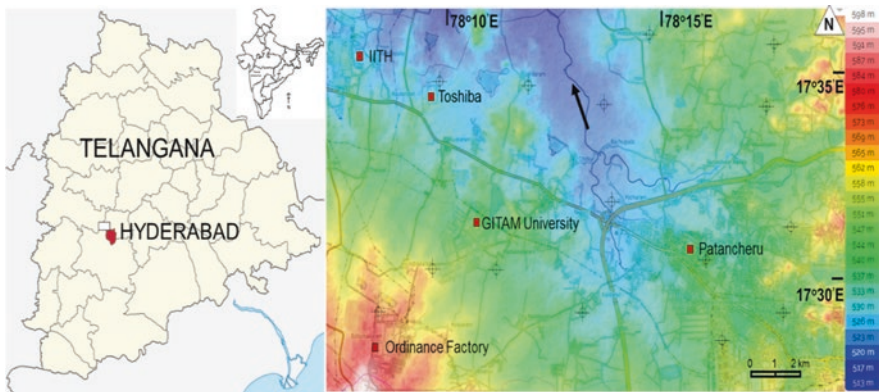 TELANGANA
HYDERABAD
78°10'E
78°15'E
N
IITH
Toshiba
17°35'E
GITAM University
Patancheru
17°30'E
Ordinance Factory
0 1 2 km
598 m
595 m
591 m
587 m
584 m
580 m
576 m
573 m
569 m
565 m
562 m
558 m
555 m
551 m
547 m
544 m
540 m
537 m
533 m
530 m
526 m
523 m
520 m
517 m
513 m